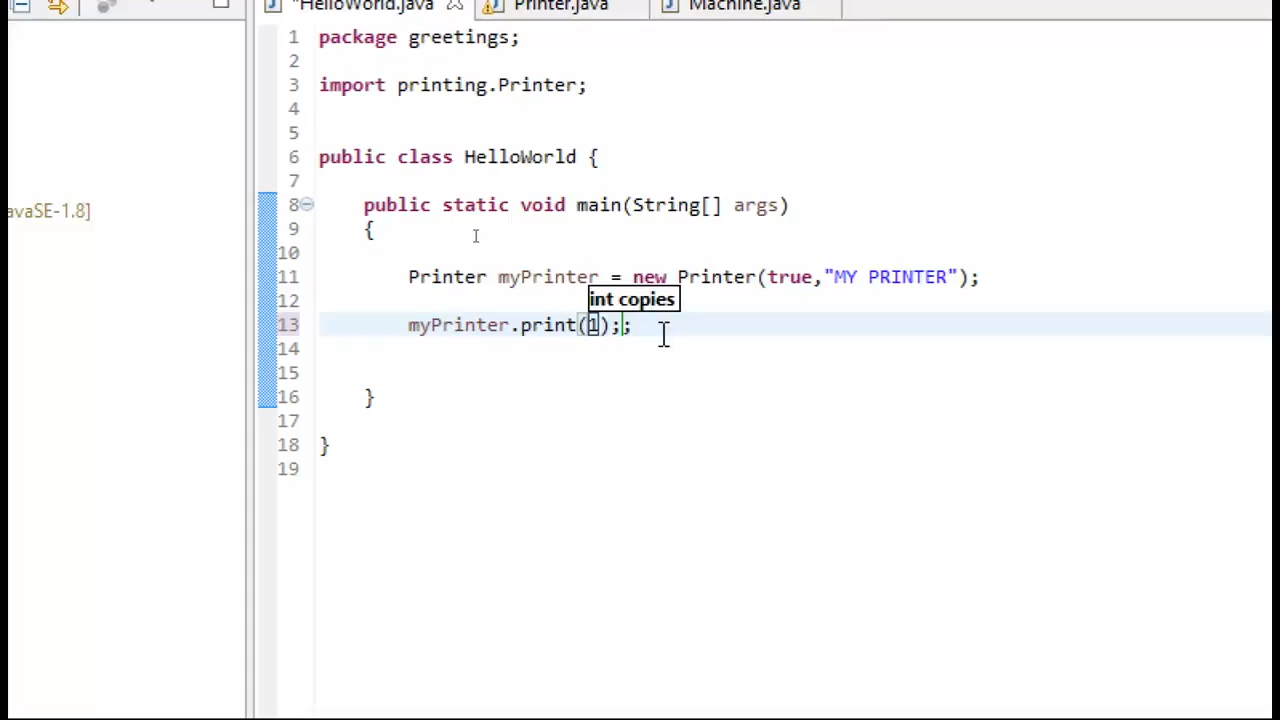 *HelloWorld.java Printer.java Machine.java
avaSE-1.8]
1 package greetings;
2
3 import printing.Printer;
4
5
6 public class HelloWorld {
7
8 public static void main(String[] args)
9 {
10
11 Printer myPrinter = new Printer(true,"MY PRINTER");
12
int copies
13 myPrinter.print(1);;
14
15
16 }
17
18 }
19